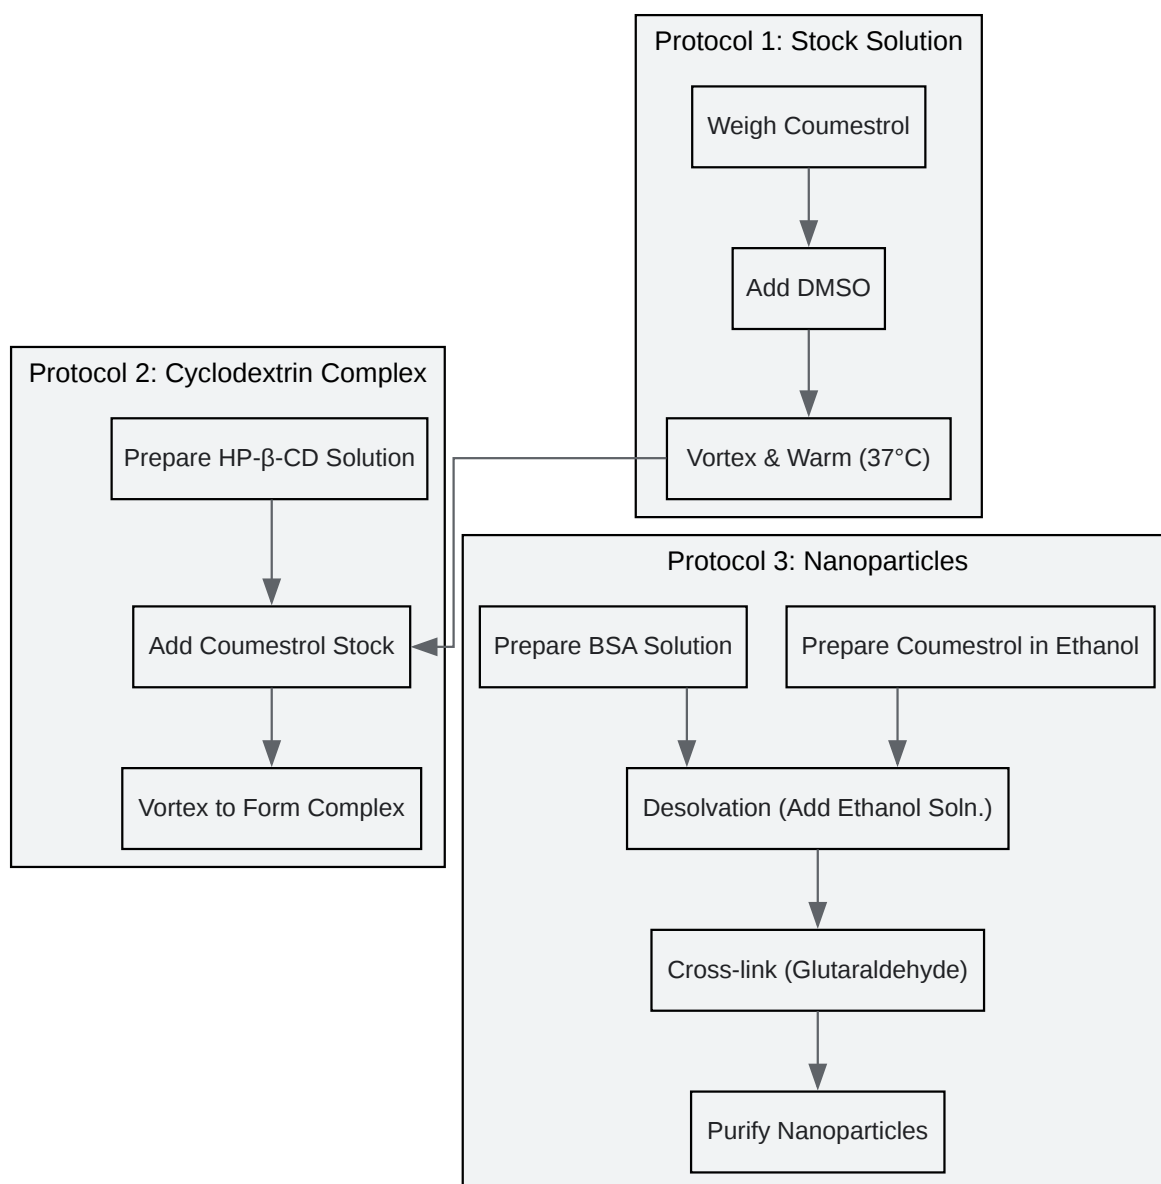 Protocol 1: Stock Solution
Weigh Coumestrol
Add DMSO
Vortex & Warm (37°C)
Protocol 2: Cyclodextrin Complex
Prepare HP-β-CD Solution
Add Coumestrol Stock
Vortex to Form Complex
Protocol 3: Nanoparticles
Prepare BSA Solution
Prepare Coumestrol in Ethanol
Desolvation (Add Ethanol Soln.)
Cross-link (Glutaraldehyde)
Purify Nanoparticles